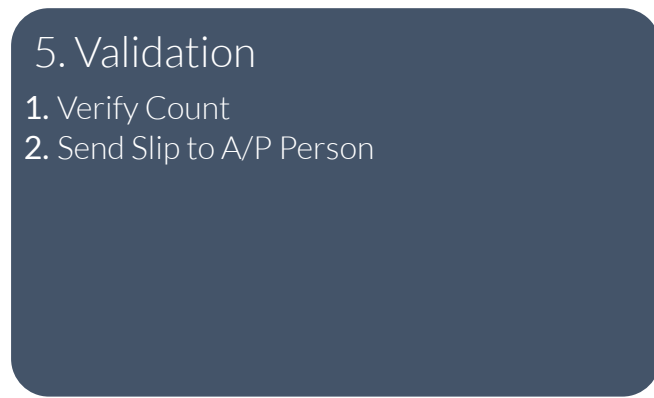 5. Validation
1. Verify Count
2. Send Slip to A/P Person